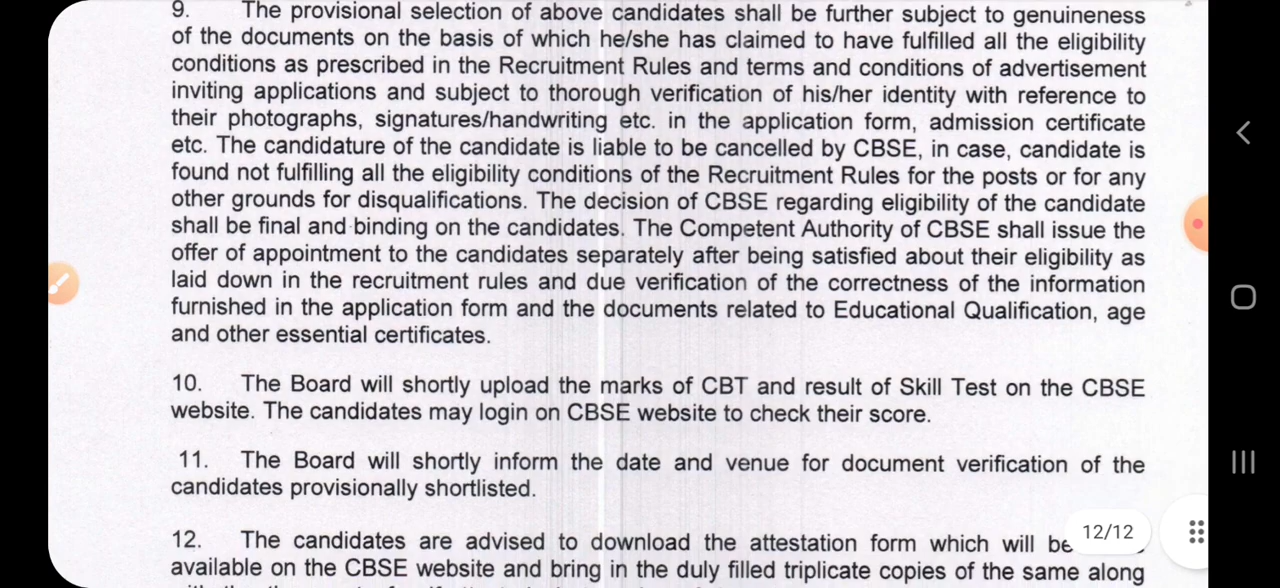 9. The provisional selection of above candidates shall be further subject to genuineness
of the documents on the basis of which he/she has claimed to have fulfilled all the eligibility
conditions as prescribed in the Recruitment Rules and terms and conditions of advertisement
inviting applications and subject to thorough verification of his/her identity with reference to
their photographs, signatures/handwriting etc. in the application form, admission certificate
etc. The candidature of the candidate is liable to be cancelled by CBSE, in case, candidate is
found not fulfilling all the eligibility conditions of the Recruitment Rules for the posts or for any
other grounds for disqualifications. The decision of CBSE regarding eligibility of the candidate
shall be final and binding on the candidates. The Competent Authority of CBSE shall issue the
offer of appointment to the candidates separately after being satisfied about their eligibility as
laid down in the recruitment rules and due verification of the correctness of the information
furnished in the application form and the documents related to Educational Qualification, age
and other essential certificates.
10. The Board will shortly upload the marks of CBT and result of Skill Test on the CBSE
website. The candidates may login on CBSE website to check their score.
11. The Board will shortly inform the date and venue for document verification of the
candidates provisionally shortlisted.
12. The candidates are advised to download the attestation form which will be
12/12
available on the CBSE website and bring in the duly filled triplicate copies of the same along